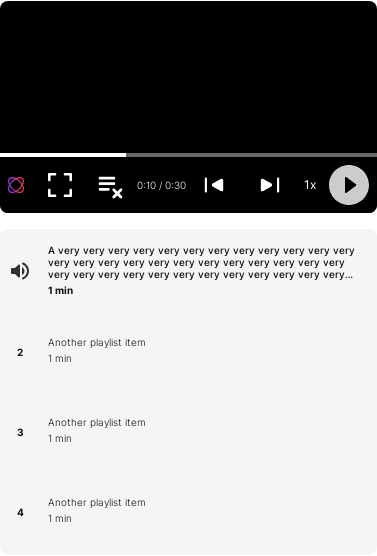 0:10 / 0:30
1x
A very very very very very very very very very very very very
very very very very very very very very very very very very
very very very very very very very very very very very very...
1 min
2
Another playlist item
1 min
3
Another playlist item
1 min
4
Another playlist item
1 min